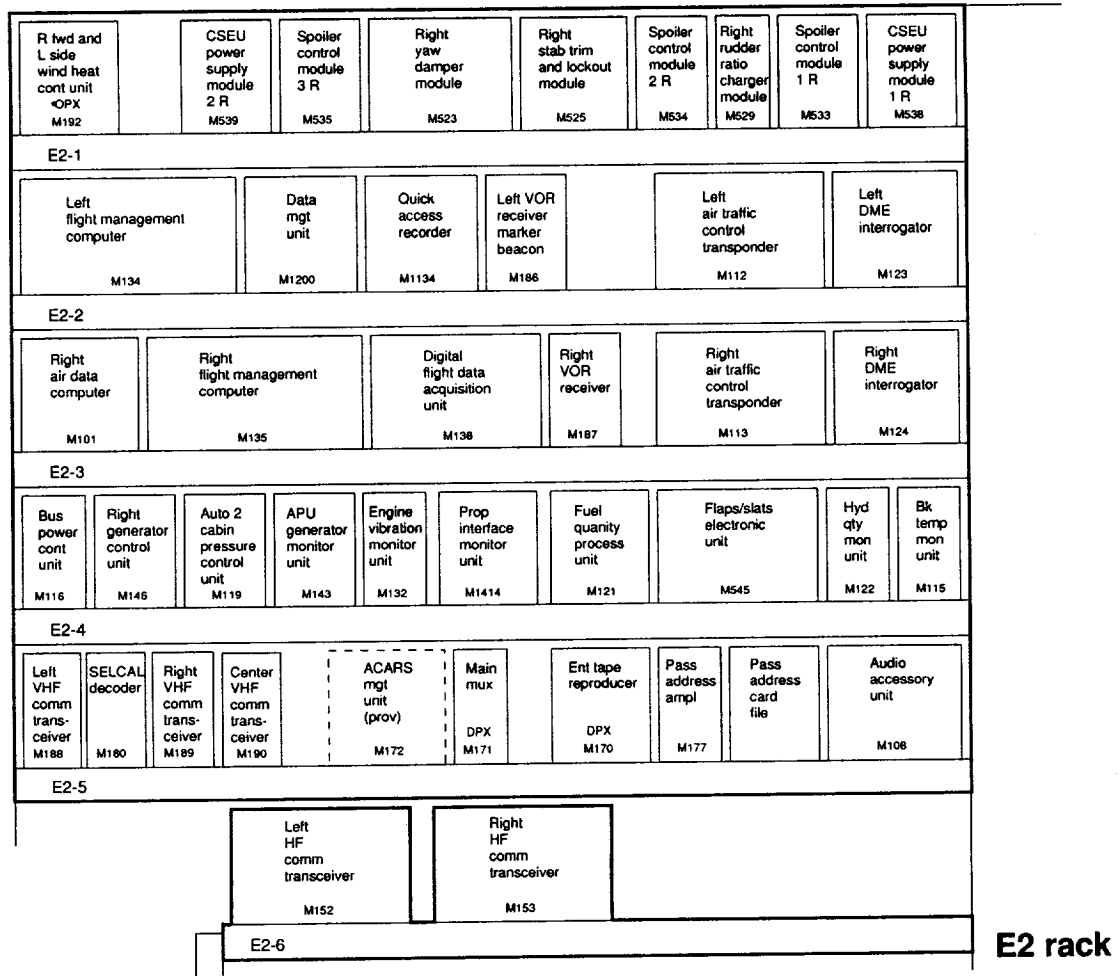 R fwd and
L side
wind heat
cont unit
OPX
M192
CSEU
power
supply
module
2 R
M539
Spoiler
control
module
3 R
M535
Right
yaw
damper
module
M523
Right
stab trim
and lockout
module
M525
Spoiler
control
module
2 R
M534
Right
rudder
ratio
charger
module
M529
Spoiler
control
module
1 R
M533
CSEU
power
supply
module
1 R
M538
E2-1
Left
flight management
computer
M134
Data
mgt
unit
M1200
Quick
access
recorder
M1134
Left VOR
receiver
marker
beacon
M186
Left
air traffic
control
transponder
M112
Left
DME
interrogator
M123
E2-2
Right
air data
computer
M101
Right
flight management
computer
M135
Digital
flight data
acquisition
unit
M138
Right
VOR
receiver
M187
Right
air traffic
control
transponder
M113
Right
DME
interrogator
M124
E2-3
Bus
power
cont
unit
M116
Right
generator
control
unit
M146
Auto 2
cabin
pressure
control
unit
M119
APU
generator
monitor
unit
M143
Engine
vibration
monitor
unit
M132
Prop
interface
monitor
unit
M1414
Fuel
quanity
process
unit
M121
Flaps/slats
electronic
unit
M545
Hyd
qty
mon
unit
M122
Bk
temp
mon
unit
M115
E2-4
Left
VHF
comm
trans-
ceiver
M188
SELCAL
decoder
M160
Right
VHF
comm
trans-
ceiver
M189
Center
VHF
comm
trans-
ceiver
M190
ACARS
mgt
unit
(prov)
M172
Main
mux
DPX
M171
Ent tape
reproducer
DPX
M170
Pass
address
ampl
M177
Pass
address
card
file
Audio
accessory
unit
M108
E2-5
Left
HF
comm
transceiver
M152
Right
HF
comm
transceiver
M153
E2-6
E2 rack